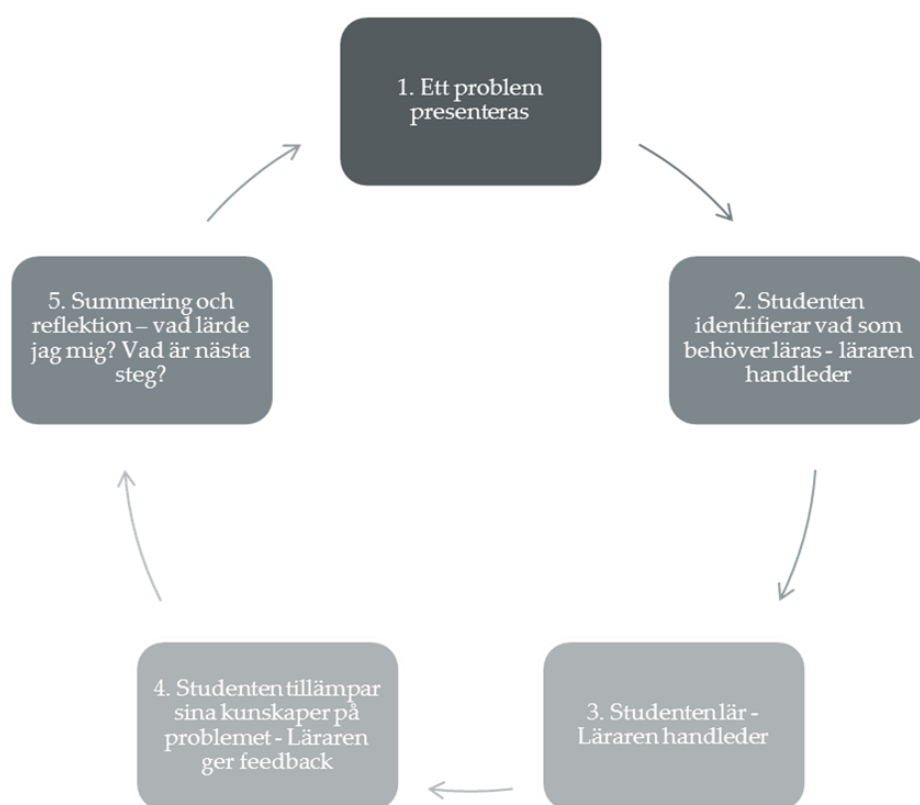 1. Ett problem
presenteras
2. Studenten
identifierar vad som
behöver läras - läraren
handleder
3. Studenten lär -
Läraren handleder
4. Studenten tillämpar
sina kunskaper på
problemet - Läraren
ger feedback
5. Summering och
reflektion – vad lärde
jag mig? Vad är nästa
steg?